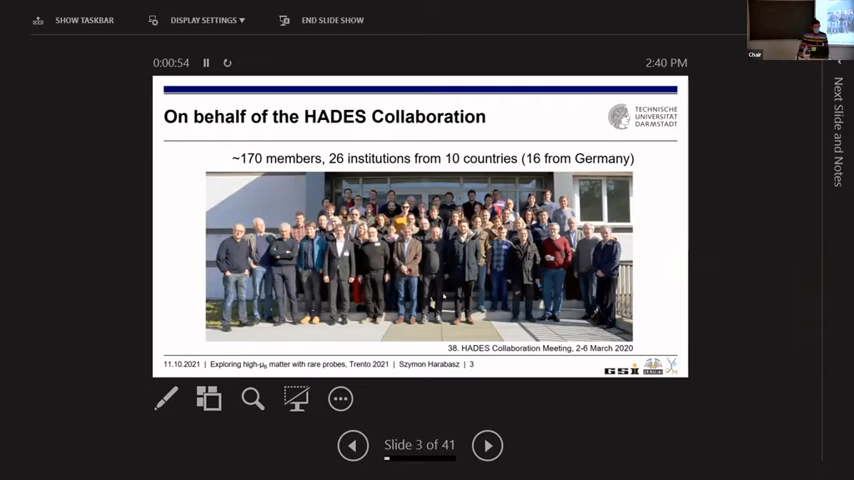 SHOW TASKBAR
DISPLAY SETTINGS ▾
END SLIDE SHOW
Chair
0:00:54
2:40 PM
On behalf of the HADES Collaboration
TECHNISCHE
UNIVERSITÄT
DARMSTADT
~170 members, 26 institutions from 10 countries (16 from Germany)
38. HADES Collaboration Meeting, 2-6 March 2020
11.10.2021 | Exploring high-μB matter with rare probes, Trento 2021 | Szymon Harabasz | 3
GSI
Slide 3 of 41
Next Slide and Notes